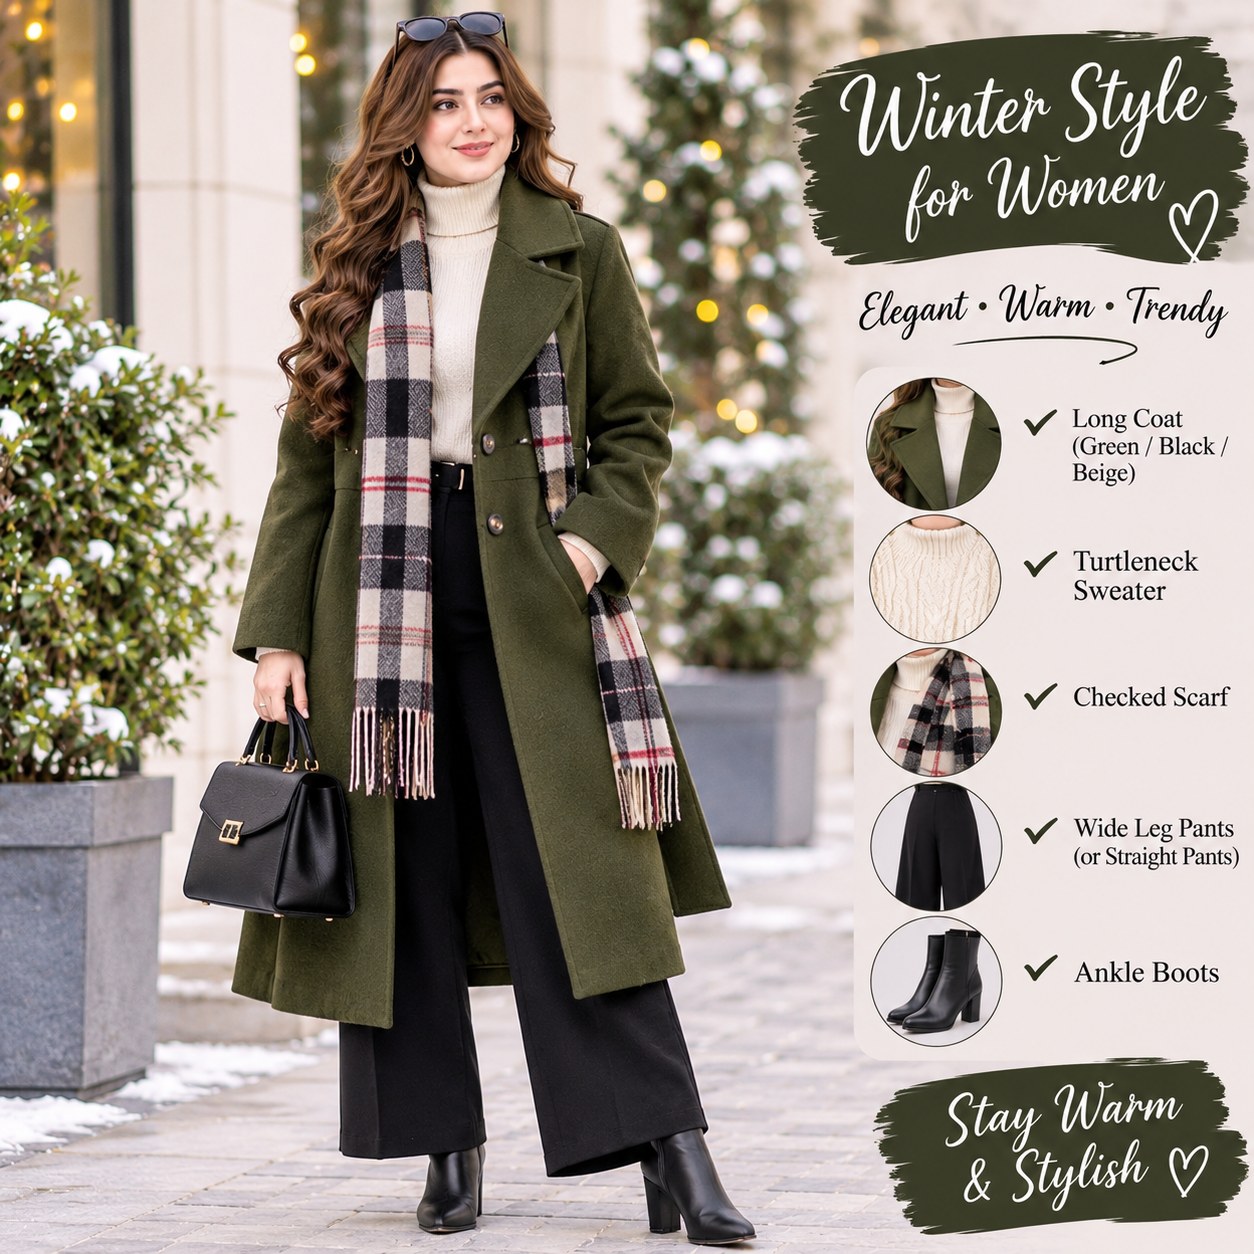 Winter Style
for Women
Elegant • Warm • Trendy
Long Coat
(Green / Black /
Beige)
Turtleneck
Sweater
Checked Scarf
Wide Leg Pants
(or Straight Pants)
Ankle Boots
Stay Warm
& Stylish